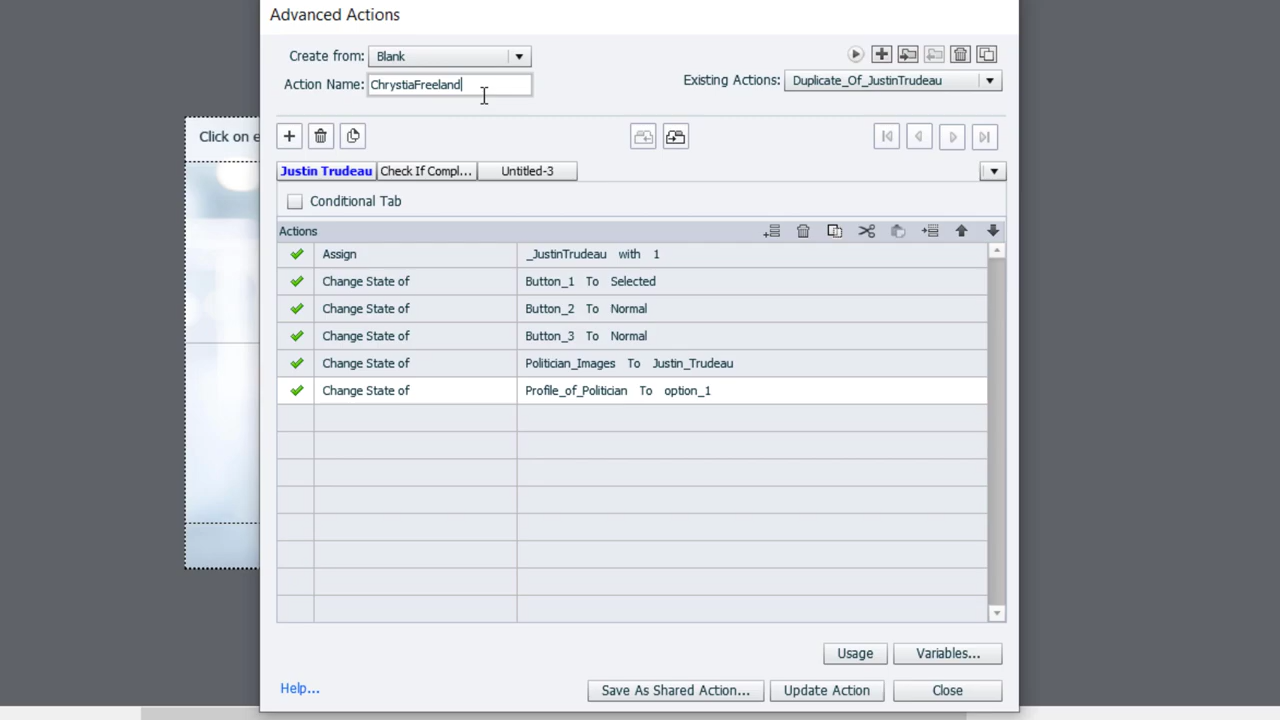 Advanced Actions
Create from: Blank
Action Name: ChrystiaFreeland
Existing Actions: Duplicate_Of_JustinTrudeau
Click on e
Justin Trudeau Check If Compl... Untitled-3
Conditional Tab
Actions
Assign _JustinTrudeau with 1
Change State of Button_1 To Selected
Change State of Button_2 To Normal
Change State of Button_3 To Normal
Change State of Politician_Images To Justin_Trudeau
Change State of Profile_of_Politician To option_1
Usage Variables...
Help... Save As Shared Action... Update Action Close